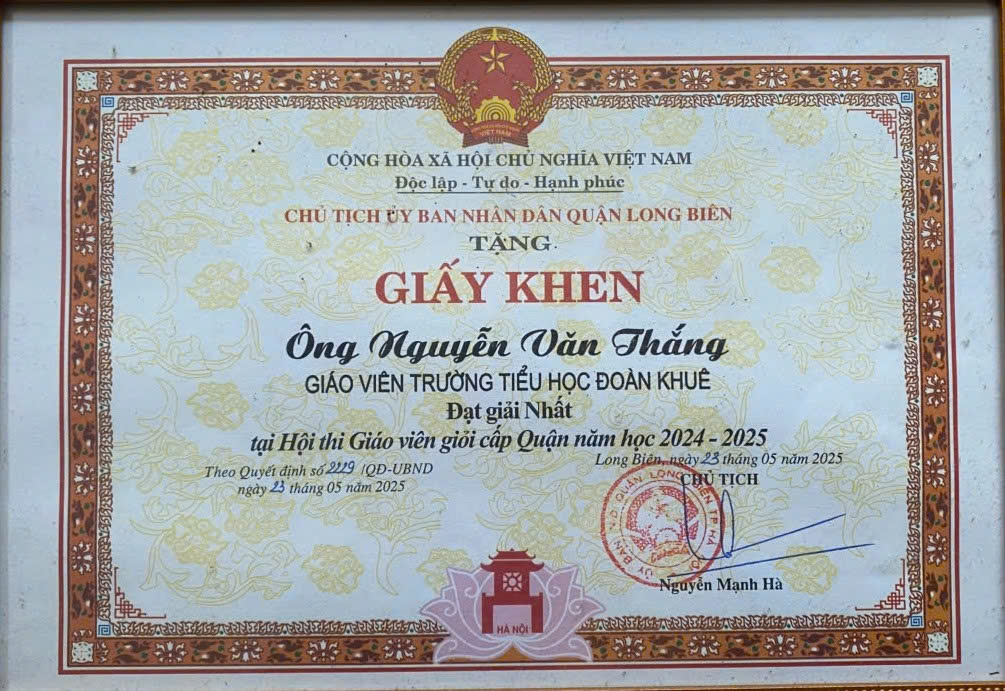 VIỆT NAM
CỘNG HÒA XÃ HỘI CHỦ NGHĨA VIỆT NAM
Độc lập - Tự do - Hạnh phúc
CHỦ TỊCH ỦY BAN NHÂN DÂN QUẬN LONG BIÊN
TẶNG
GIẤY KHEN
Ông Nguyễn Văn Thắng
GIÁO VIÊN TRƯỜNG TIỂU HỌC ĐOÀN KHUÊ
Đạt giải Nhất
tại Hội thi Giáo viên giỏi cấp Quận năm học 2024 - 2025
Theo Quyết định số 2229 /QĐ-UBND
ngày 23 tháng 05 năm 2025
Long Biên, ngày 23 tháng 05 năm 2025
CHỦ TỊCH
Nguyễn Mạnh Hà
HÀ NỘI